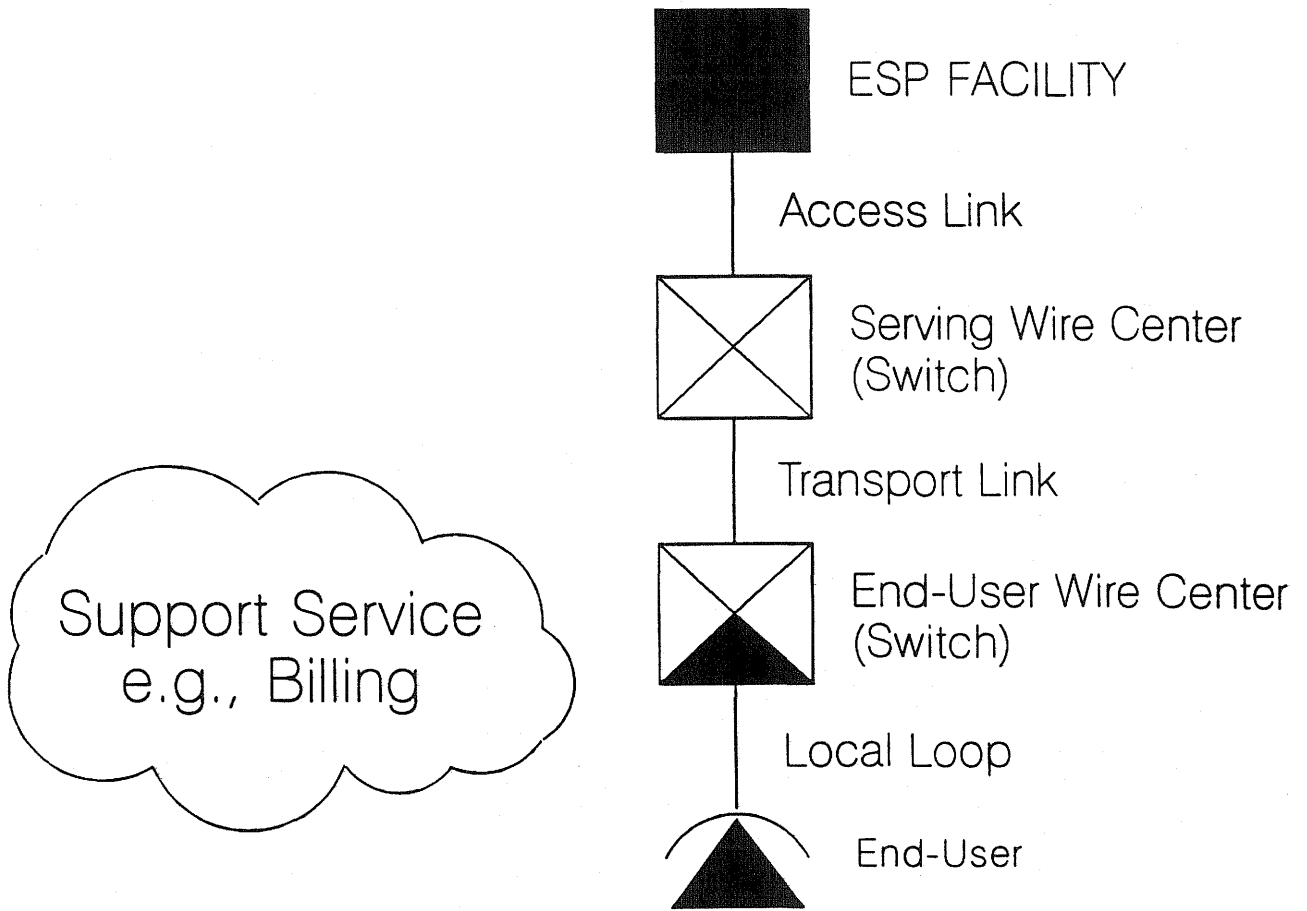 ESP FACILITY
Access Link
Serving Wire Center
(Switch)
Transport Link
End-User Wire Center
(Switch)
Support Service
e.g., Billing
Local Loop
End-User